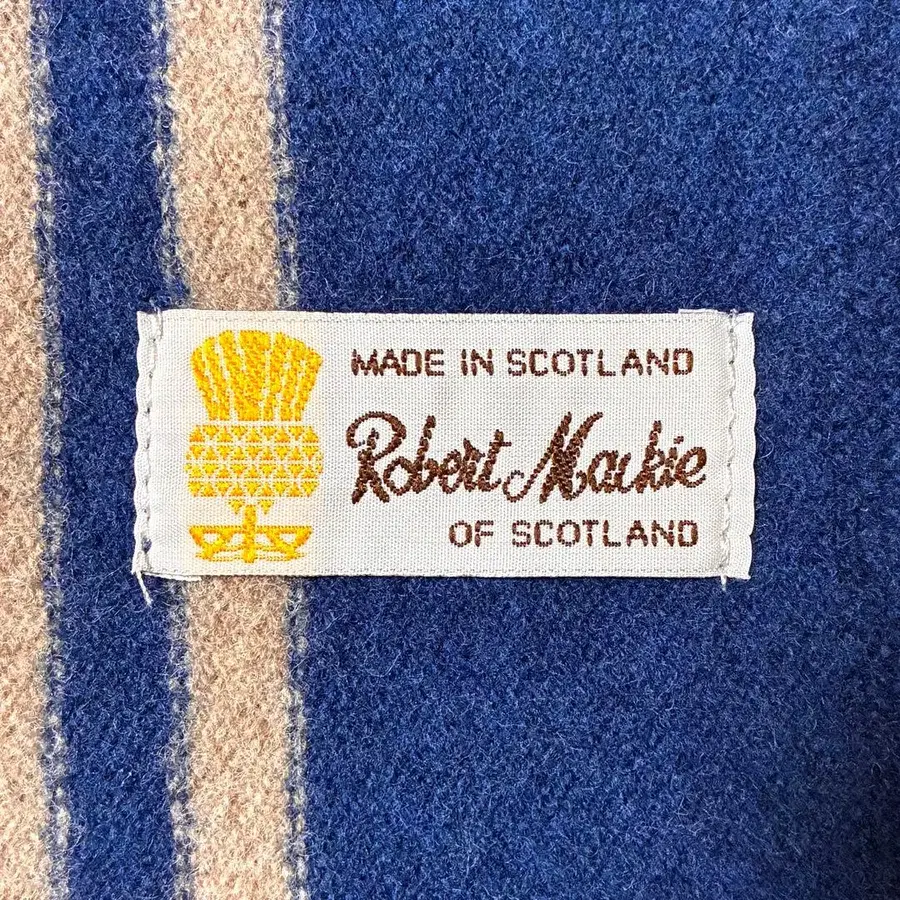 MADE IN SCOTLAND
Robert Mackie
OF SCOTLAND